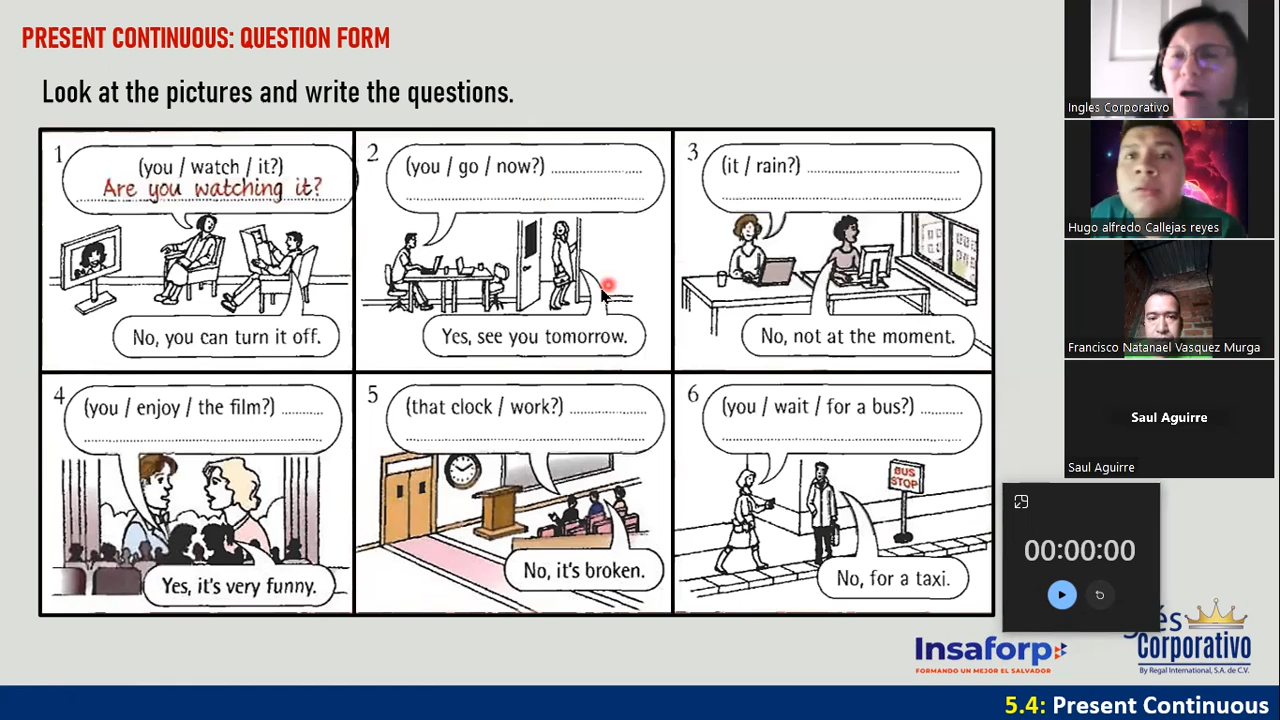 PRESENT CONTINUOUS: QUESTION FORM
Look at the pictures and write the questions.
1
(you / watch / it?)
Are you watching it?
No, you can turn it off.
2
(you / go / now?)
Yes, see you tomorrow.
3
(it / rain?)
No, not at the moment.
4
(you / enjoy / the film?)
Yes, it's very funny.
5
(that clock / work?)
No, it's broken.
6
(you / wait / for a bus?)
BUS
STOP
No, for a taxi.
Ingles Corporativo
Hugo alfredo Callejas reyes
Francisco Natanael Vasquez Murga
Saul Aguirre
Saul Aguirre
00:00:00
Insaforp
FORMANDO UN MEJOR EL SALVADOR
és
Corporativo
By Regal International, S.A. de C.V.
5.4: Present Continuous